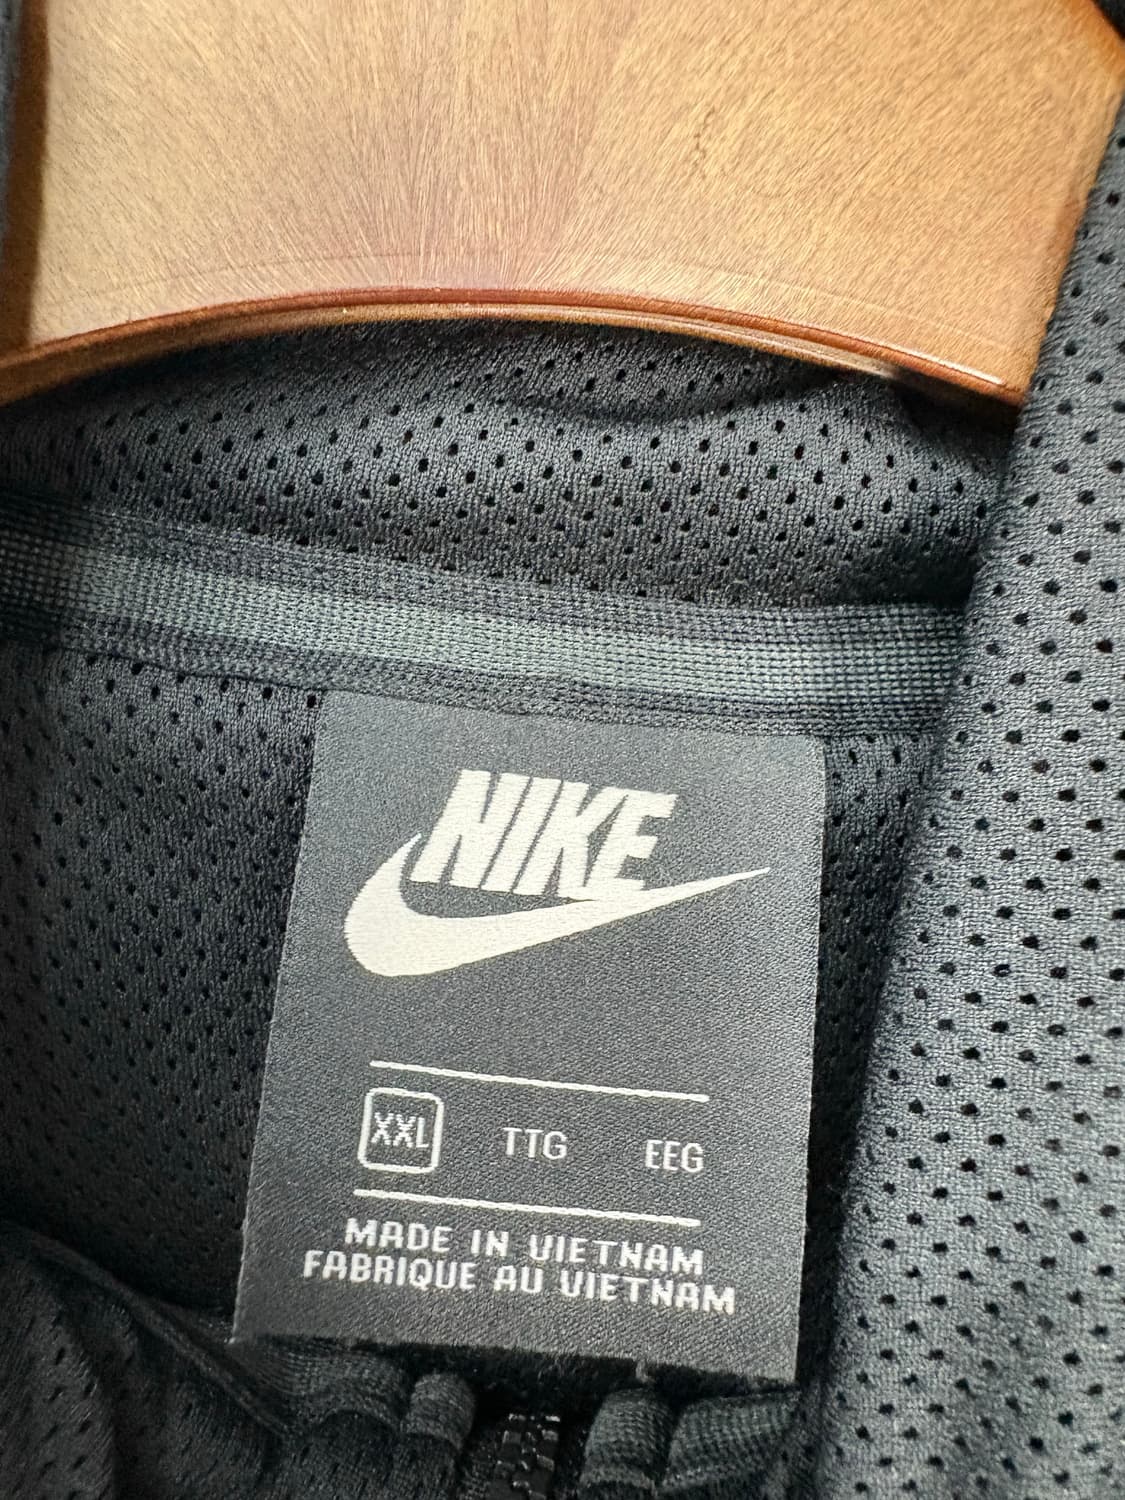 NIKE
XXL TTG EEG
MADE IN VIETNAM
FABRIQUE AU VIETNAM